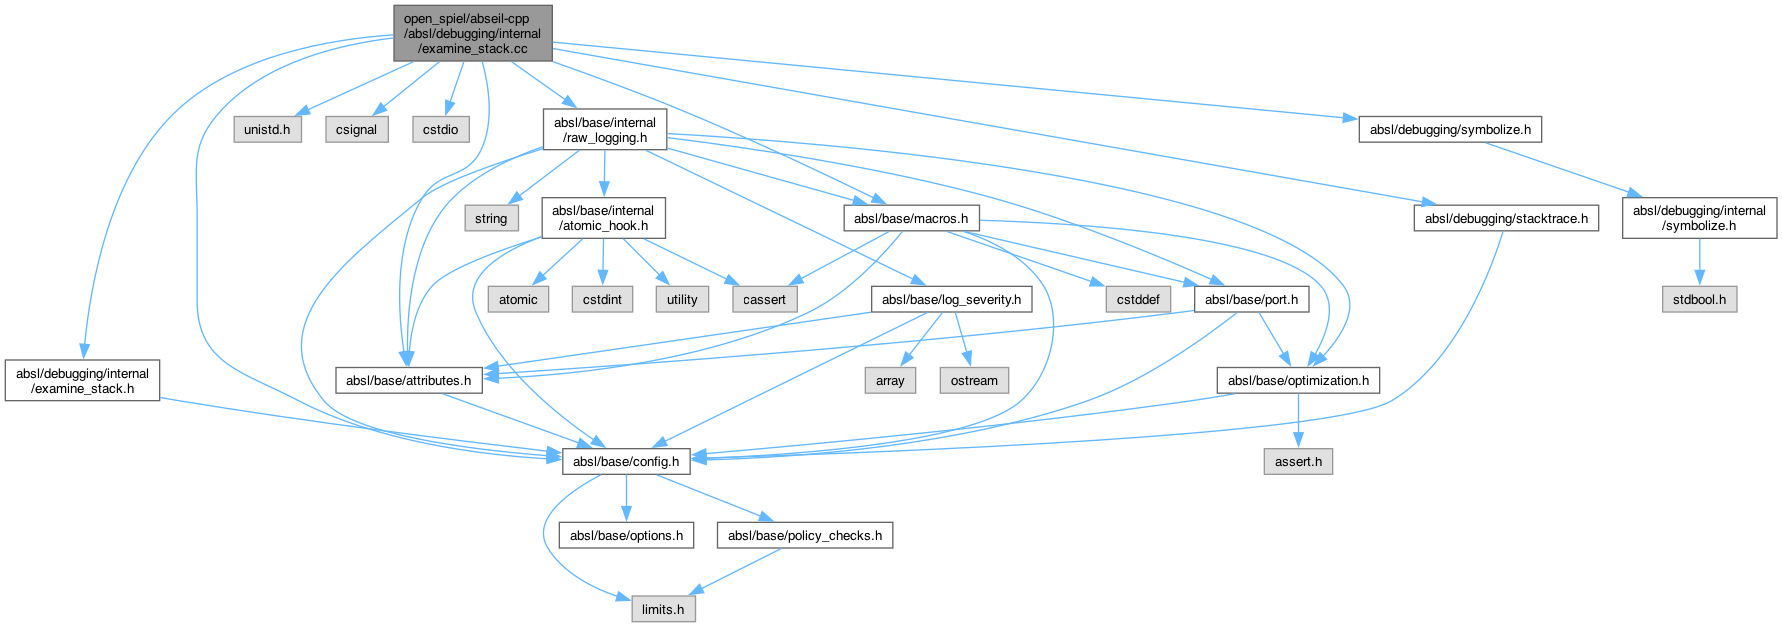 open_spiel/abseil-cpp
/absl/debugging/internal
/examine_stack.cc
unistd.h
csignal
cstdio
absl/base/internal
/raw_logging.h
absl/debugging/symbolize.h
string
absl/base/internal
/atomic_hook.h
absl/base/macros.h
absl/debugging/stacktrace.h
absl/debugging/internal
/symbolize.h
atomic
cstdint
utility
cassert
absl/base/log_severity.h
cstddef
absl/base/port.h
stdbool.h
absl/debugging/internal
/examine_stack.h
absl/base/attributes.h
array
ostream
absl/base/optimization.h
absl/base/config.h
assert.h
absl/base/options.h
absl/base/policy_checks.h
limits.h